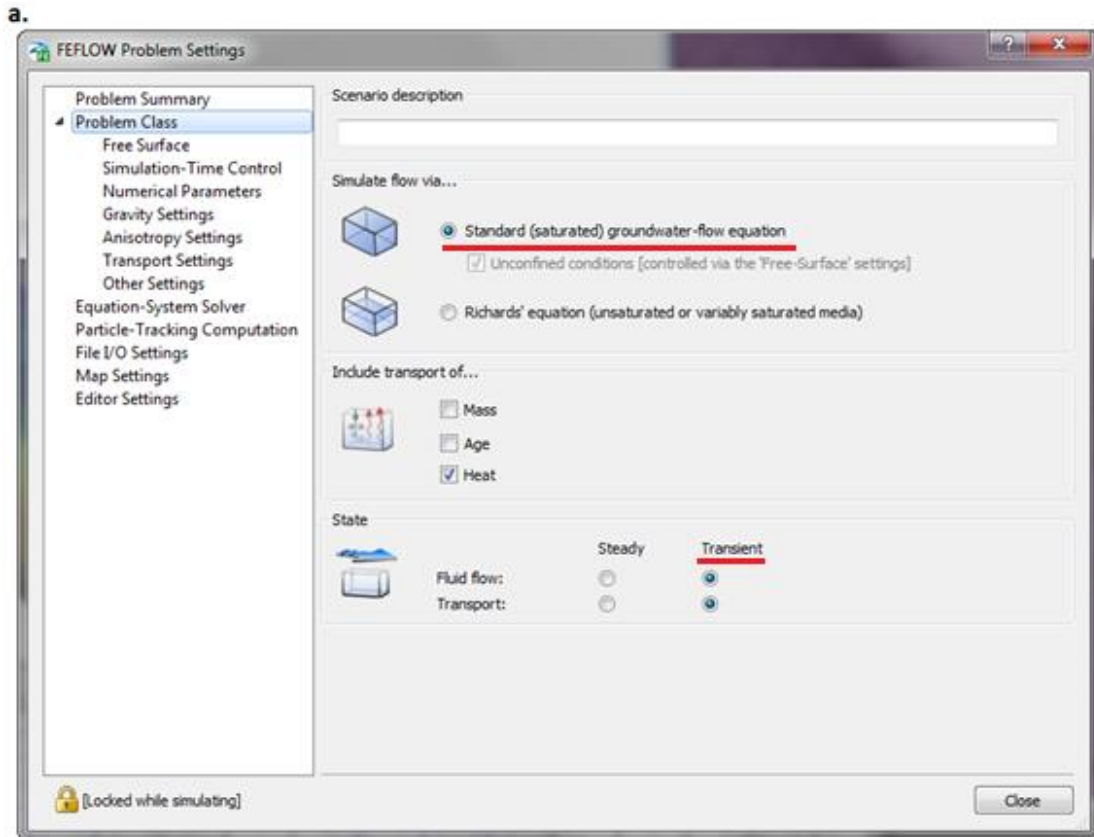 a.
FEFLOW Problem Settings
Problem Summary
Problem Class
Free Surface
Simulation-Time Control
Numerical Parameters
Gravity Settings
Anisotropy Settings
Transport Settings
Other Settings
Equation-System Solver
Particle-Tracking Computation
File I/O Settings
Map Settings
Editor Settings
Scenario description
Simulate flow via...
Standard (saturated) groundwater-flow equation
Unconfined conditions [controlled via the 'Free-Surface' settings]
Richards' equation (unsaturated or variably saturated media)
Include transport of...
Mass
Age
Heat
State
Steady Transient
Fluid flow:
Transport:
[Locked while simulating]
Close